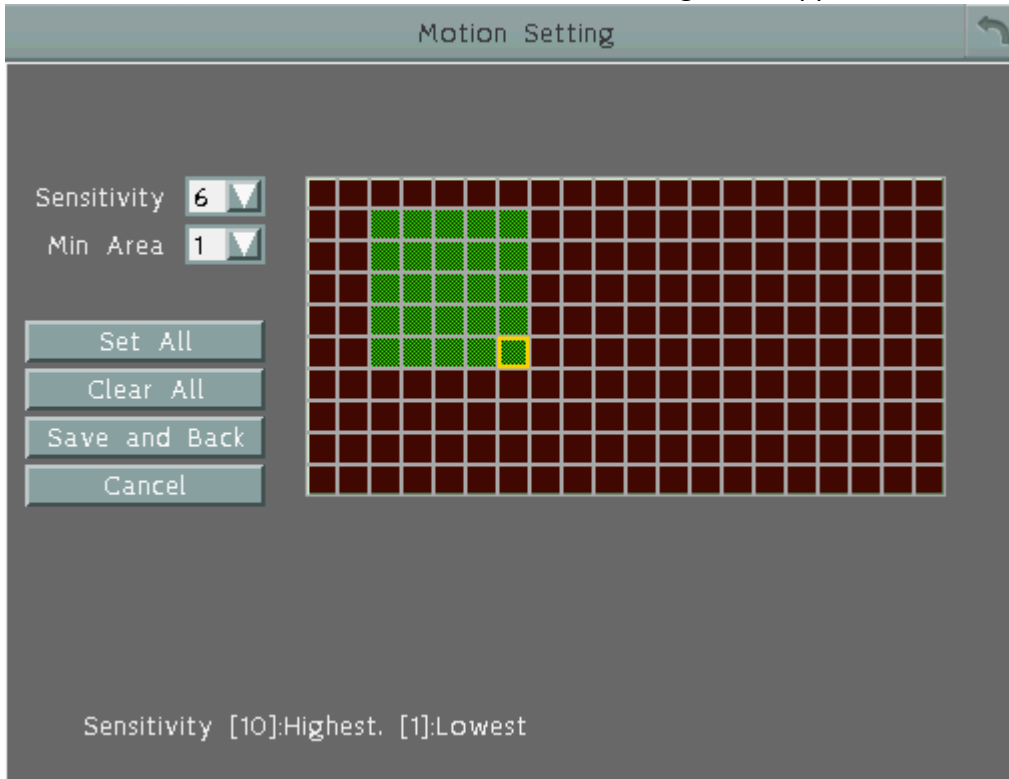 Motion Setting
Sensitivity 6
Min Area 1
Set All
Clear All
Save and Back
Cancel
Sensitivity [10]:Highest. [1]:Lowest